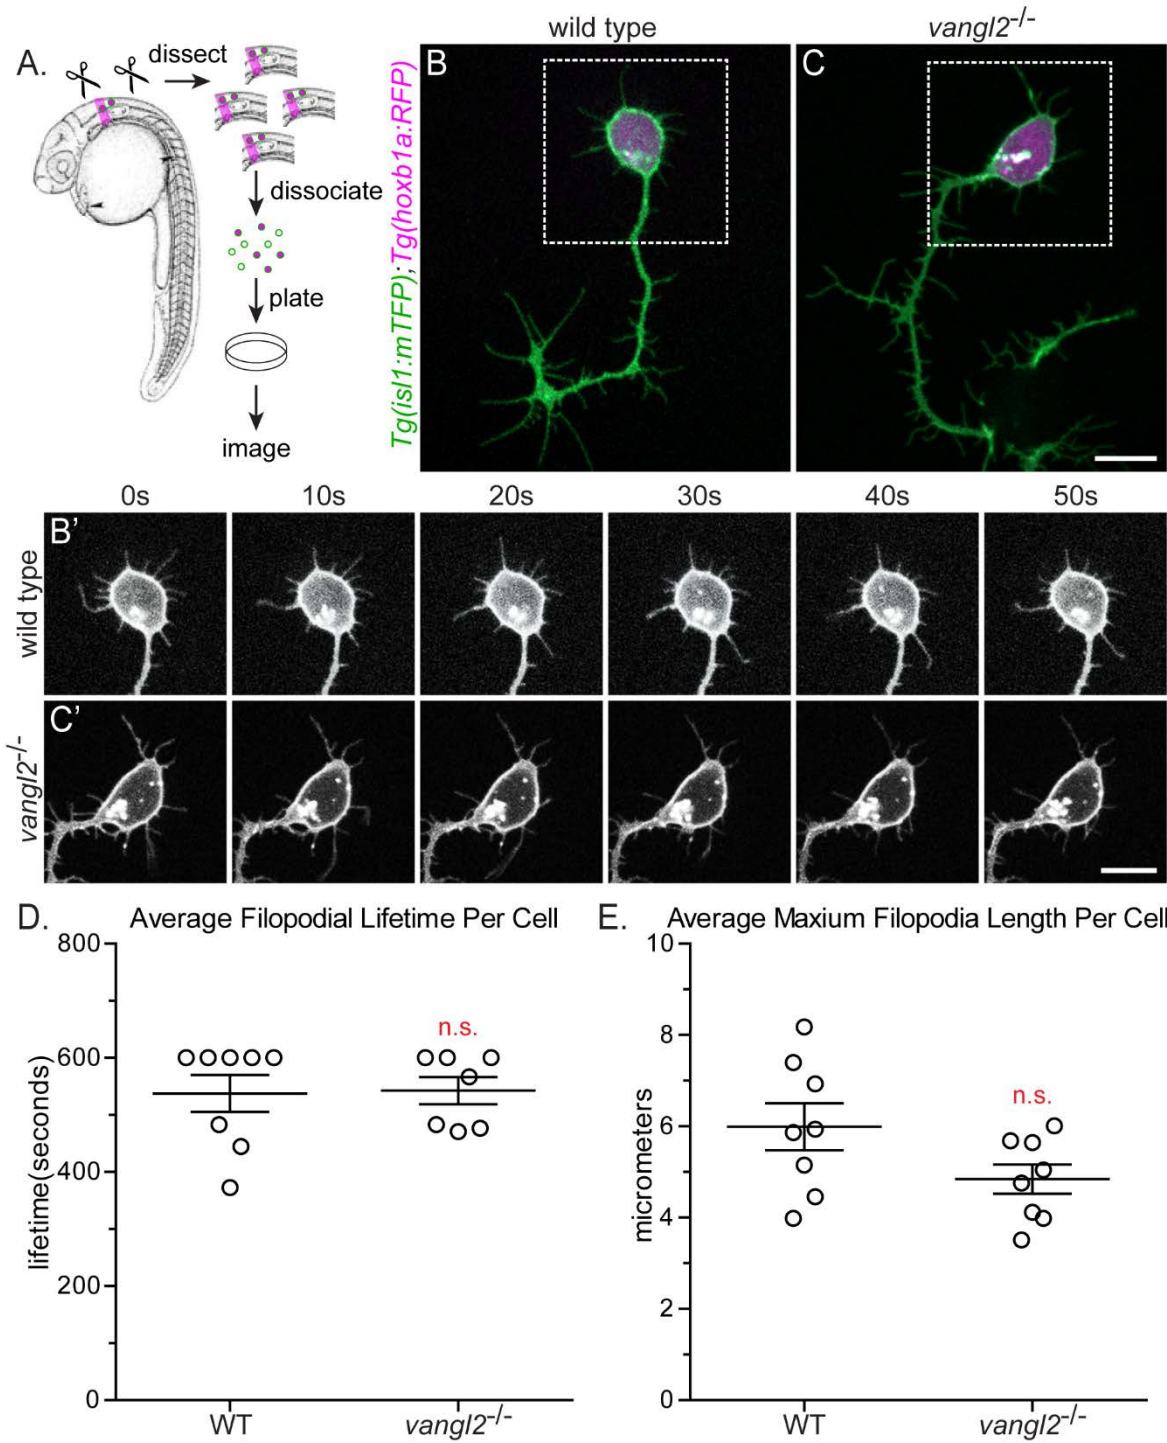 wild type
vangl2-/-
A.
dissect
dissociate
plate
image
Tg(isl1:mTFP);Tg(hoxb1a:RFP)
B
C
0s 10s 20s 30s 40s 50s
B'
wild type
C'
vangl2-/-
D. Average Filopodial Lifetime Per Cell
lifetime(seconds)
800
600
400
200
0
n.s.
WT vangl2-/-
E. Average Maxium Filopodia Length Per Cell
micrometers
10
8
6
4
2
0
n.s.
WT vangl2-/-